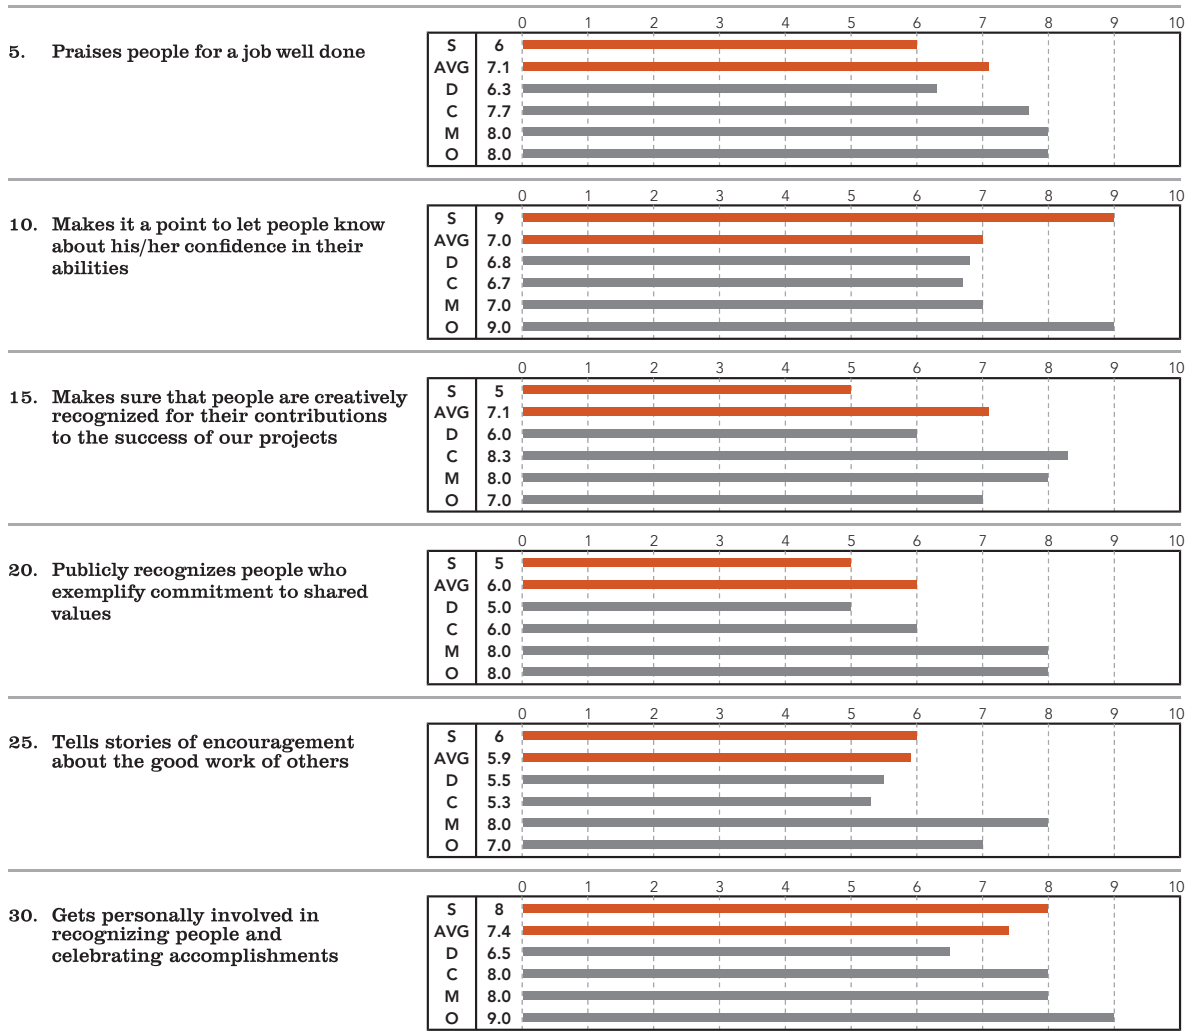 0 1 2 3 4 5 6 7 8 9 10
5. Praises people for a job well done
S 6
AVG 7.1
D 6.3
C 7.7
M 8.0
O 8.0
0 1 2 3 4 5 6 7 8 9 10
10. Makes it a point to let people know
about his/her confidence in their
abilities
S 9
AVG 7.0
D 6.8
C 6.7
M 7.0
O 9.0
0 1 2 3 4 5 6 7 8 9 10
15. Makes sure that people are creatively
recognized for their contributions
to the success of our projects
S 5
AVG 7.1
D 6.0
C 8.3
M 8.0
O 7.0
0 1 2 3 4 5 6 7 8 9 10
20. Publicly recognizes people who
exemplify commitment to shared
values
S 5
AVG 6.0
D 5.0
C 6.0
M 8.0
O 8.0
0 1 2 3 4 5 6 7 8 9 10
25. Tells stories of encouragement
about the good work of others
S 6
AVG 5.9
D 5.5
C 5.3
M 8.0
O 7.0
0 1 2 3 4 5 6 7 8 9 10
30. Gets personally involved in
recognizing people and
celebrating accomplishments
S 8
AVG 7.4
D 6.5
C 8.0
M 8.0
O 9.0